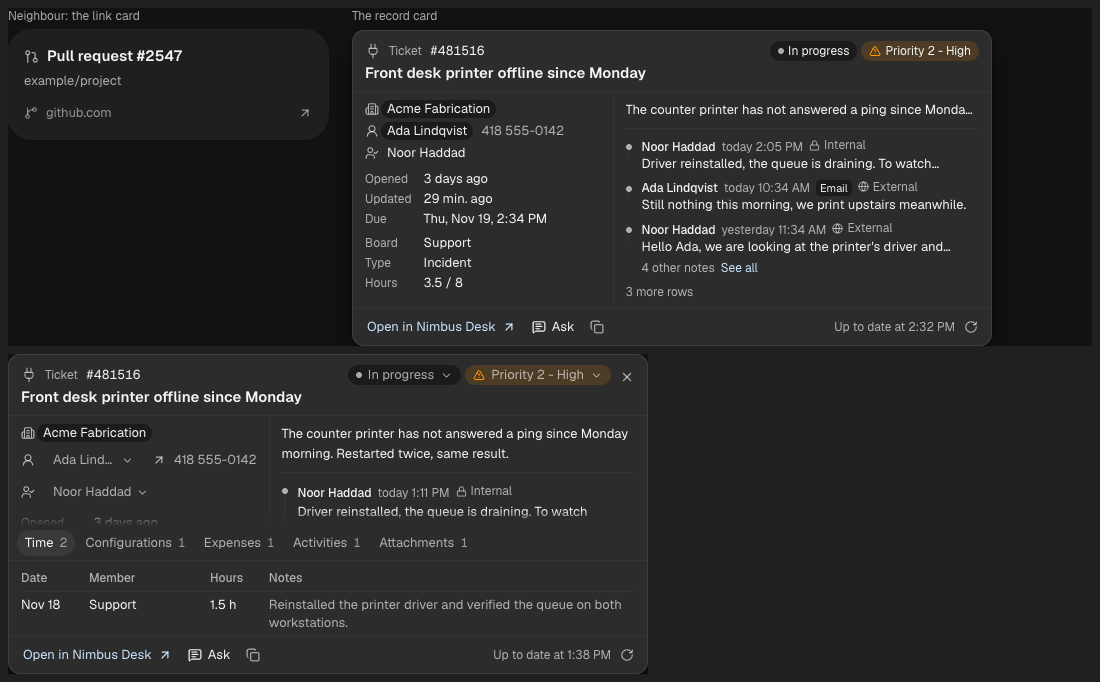 Neighbour: the link card
Pull request #2547
example/project
github.com
The record card
Ticket #481516
In progress
Priority 2 - High
Front desk printer offline since Monday
Acme Fabrication
Ada Lindqvist 418 555-0142
Noor Haddad
Opened 3 days ago
Updated 29 min. ago
Due Thu, Nov 19, 2:34 PM
Board Support
Type Incident
Hours 3.5 / 8
The counter printer has not answered a ping since Monda…
Noor Haddad today 2:05 PM Internal
Driver reinstalled, the queue is draining. To watch…
Ada Lindqvist today 10:34 AM Email External
Still nothing this morning, we print upstairs meanwhile.
Noor Haddad yesterday 11:34 AM External
Hello Ada, we are looking at the printer's driver and…
4 other notes See all
3 more rows
Open in Nimbus Desk Ask
Up to date at 2:32 PM
Ticket #481516
In progress
Priority 2 - High
Front desk printer offline since Monday
Acme Fabrication
Ada Lind… 418 555-0142
Noor Haddad
Opened 3 days ago
The counter printer has not answered a ping since Monday
morning. Restarted twice, same result.
Noor Haddad today 1:11 PM Internal
Driver reinstalled, the queue is draining. To watch
Time 2 Configurations 1 Expenses 1 Activities 1 Attachments 1
Date Member Hours Notes
Nov 18 Support 1.5 h Reinstalled the printer driver and verified the queue on both
workstations.
Open in Nimbus Desk Ask
Up to date at 1:38 PM